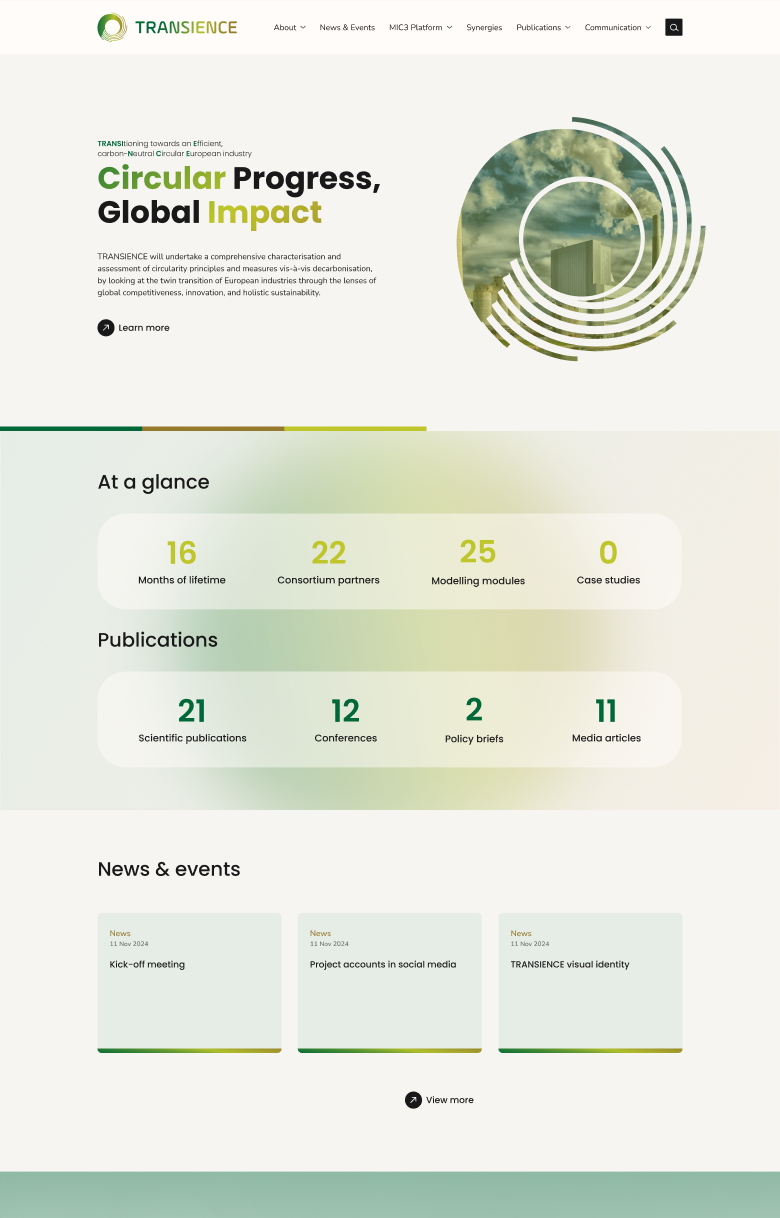 TRANSIENCE
About
News & Events
MIC3 Platform
Synergies
Publications
Communication
TRANSItioning towards an Efficient,
carbon-Neutral Circular European industry
Circular Progress,
Global Impact
TRANSIENCE will undertake a comprehensive characterisation and
assessment of circularity principles and measures vis-à-vis decarbonisation,
by looking at the twin transition of European industries through the lenses of
global competitiveness, innovation, and holistic sustainability.
Learn more
At a glance
16
Months of lifetime
22
Consortium partners
25
Modelling modules
0
Case studies
Publications
21
Scientific publications
12
Conferences
2
Policy briefs
11
Media articles
News & events
News
11 Nov 2024
Kick-off meeting
News
11 Nov 2024
Project accounts in social media
News
11 Nov 2024
TRANSIENCE visual identity
View more